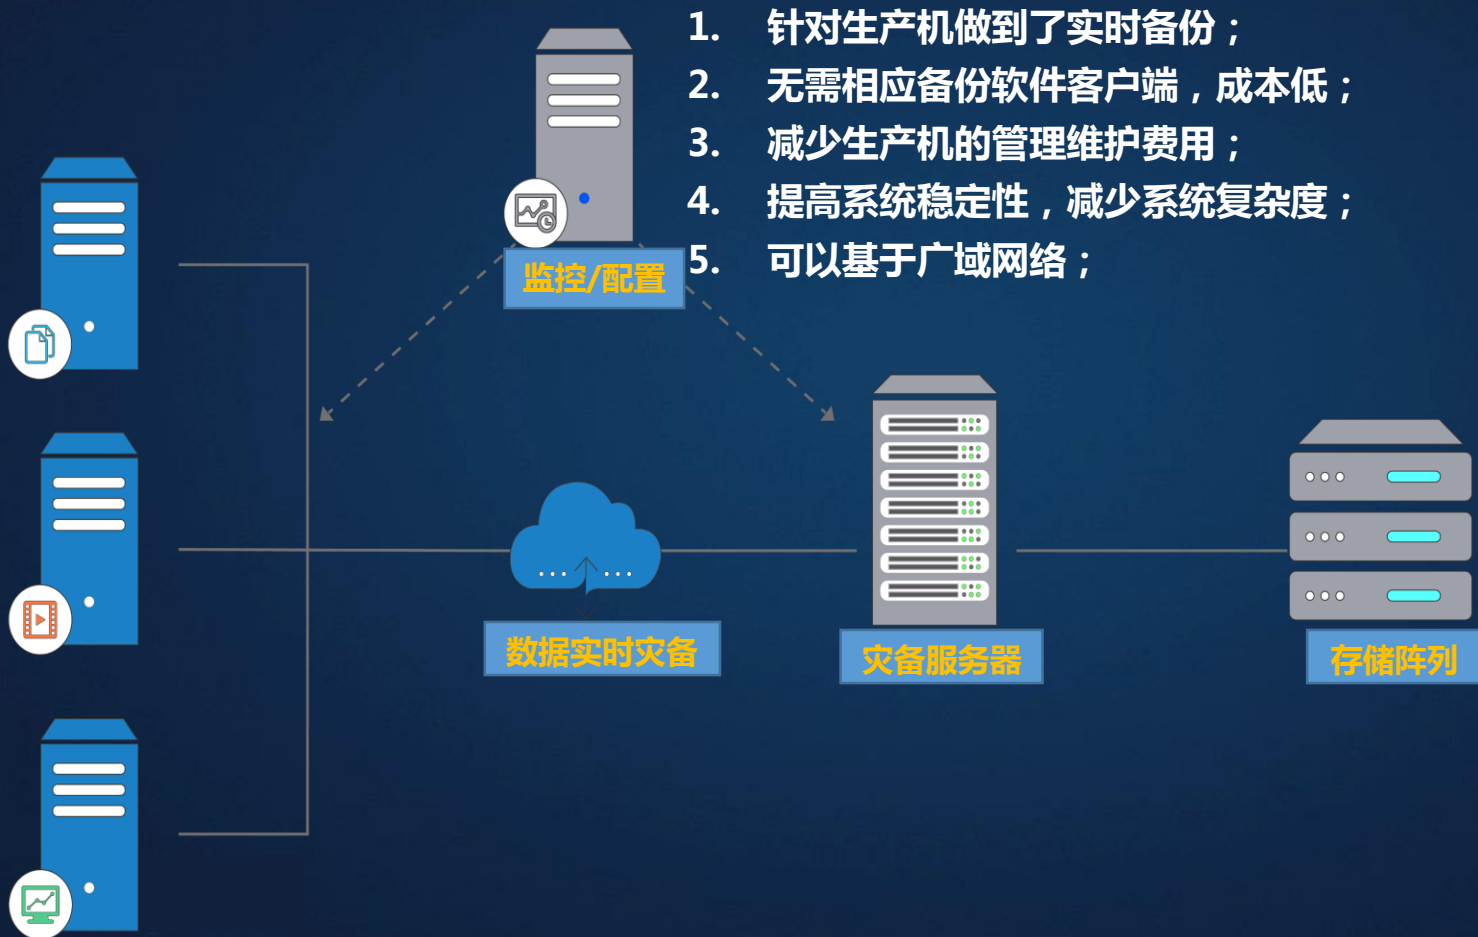 1. 针对生产机做到了实时备份；
2. 无需相应备份软件客户端，成本低；
3. 减少生产机的管理维护费用；
4. 提高系统稳定性，减少系统复杂度；
5. 可以基于广域网络；
监控/配置
数据实时灾备
灾备服务器
存储阵列